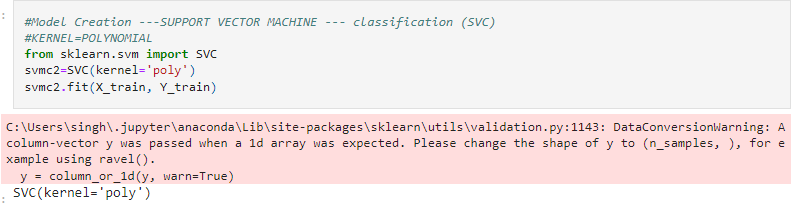 :
#Model Creation ---SUPPORT VECTOR MACHINE --- classification (SVC)
#KERNEL=POLYNOMIAL
from sklearn.svm import SVC
svmc2=SVC(kernel='poly')
svmc2.fit(X_train, Y_train)
C:\Users\singh\.jupyter\anaconda\Lib\site-packages\sklearn\utils\validation.py:1143: DataConversionWarning: A
column-vector y was passed when a 1d array was expected. Please change the shape of y to (n_samples, ), for e
xample using ravel().
  y = column_or_1d(y, warn=True)
: SVC(kernel='poly')